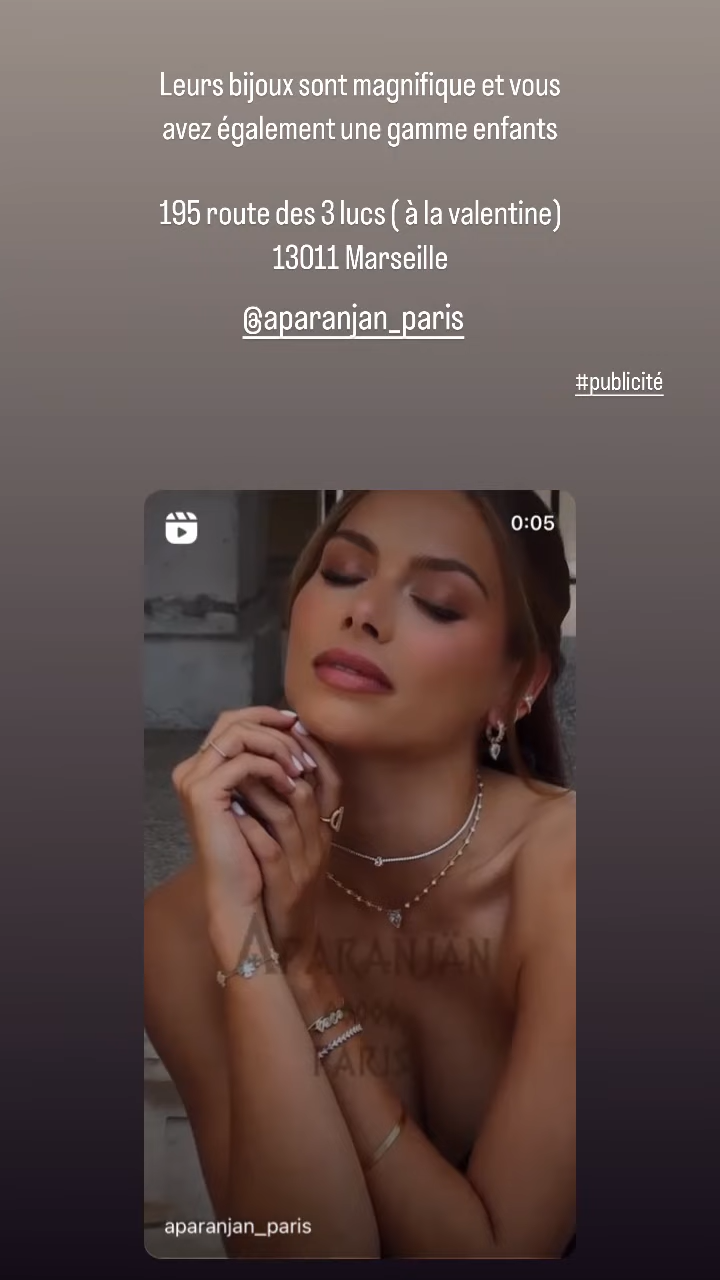 Leurs bijoux sont magnifique et vous
avez également une gamme enfants
195 route des 3 lucs ( à la valentine)
13011 Marseille
@aparanjan_paris
#publicité
0:05
APARANJÄN
PARIS
aparanjan_paris